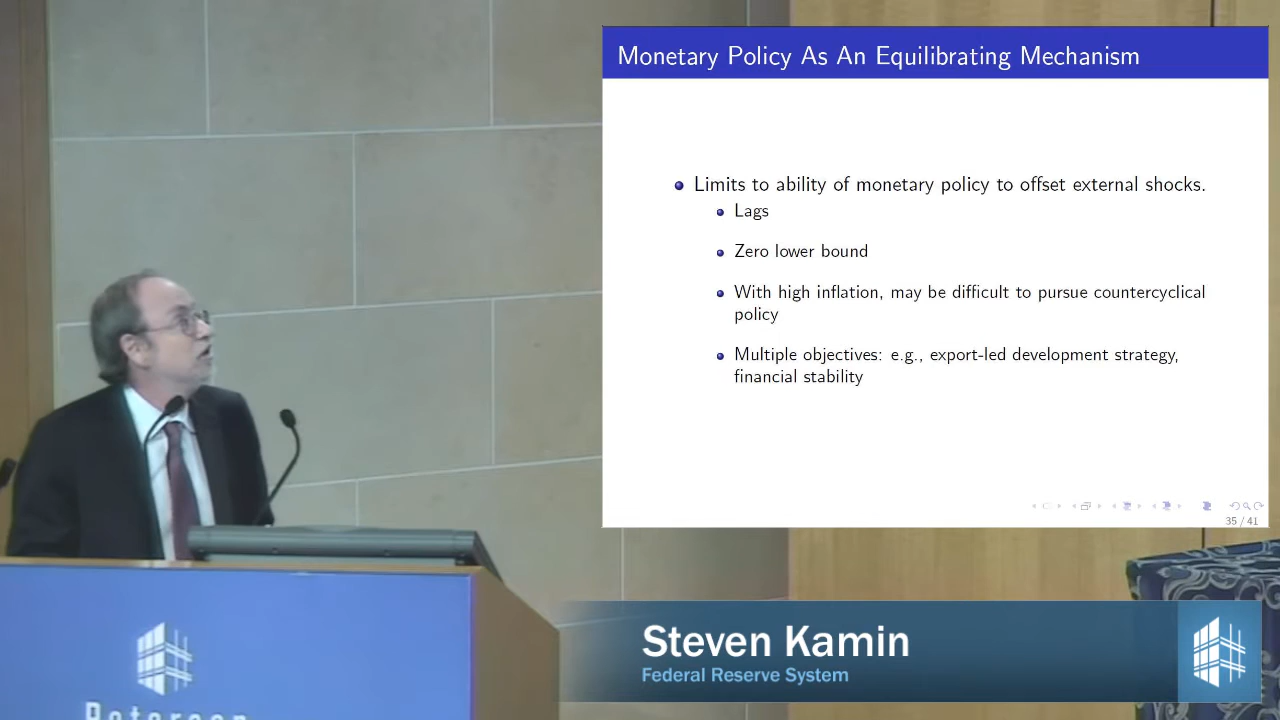 Monetary Policy As An Equilibrating Mechanism
Limits to ability of monetary policy to offset external shocks.
Lags
Zero lower bound
With high inflation, may be difficult to pursue countercyclical
policy
Multiple objectives: e.g., export-led development strategy,
financial stability
35 / 41
Steven Kamin
Federal Reserve System
Peterson